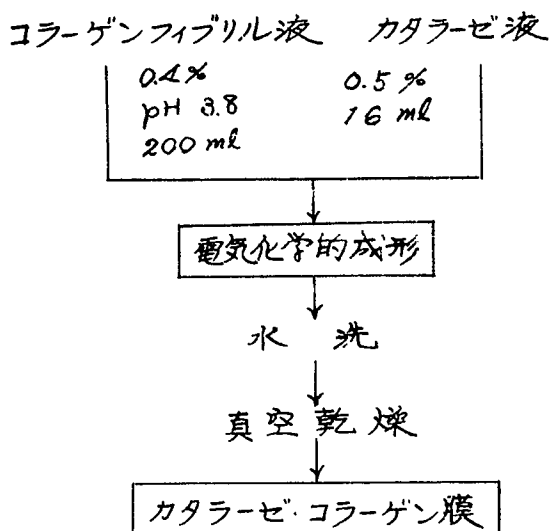 コラーゲンフィブリル液 カタラーゼ液
0.4% 0.5%
pH 3.8 16 ml
200 ml
電気化学的成形
水洗
真空乾燥
カタラーゼ・コラーゲン膜